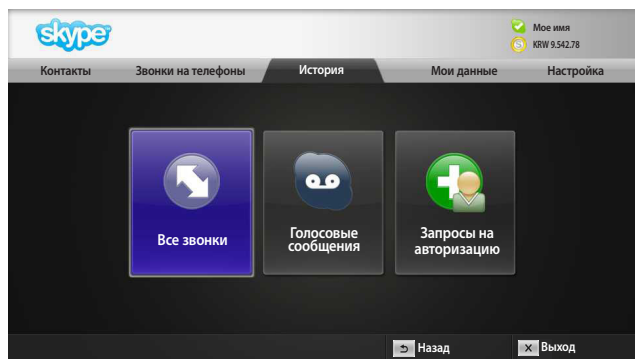 skype
Мое имя
KRW 9.542.78
Контакты
Звонки на телефоны
История
Мои данные
Настройка
Все звонки
Голосовые
сообщения
Запросы на
авторизацию
Назад
Выход